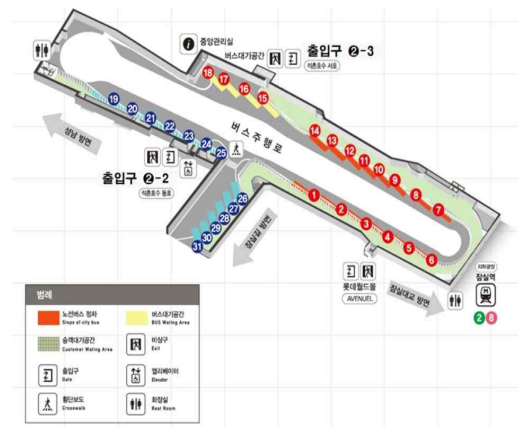 중앙관리실
버스대기공간
출입구 ❷-3
석촌호수 서호
18
17
16
15
14
13
12
11
10
9
8
7
19
20
21
22
23
24
25
버스주행로
성남 방면
출입구 ❷-2
석촌호수 동호
26
27
28
29
30
31
잠실길 방면
1
2
3
4
5
6
롯데월드몰
AVENUEL
잠실대교 방면
지하광장
잠실역
2 8
범례
노선버스 정차
Stops of city bus
버스대기공간
BUS Waiting Area
승객대기공간
Customer Waiting Area
비상구
Exit
출입구
Gate
엘리베이터
Elevator
횡단보도
Crosswalk
화장실
Rest Room